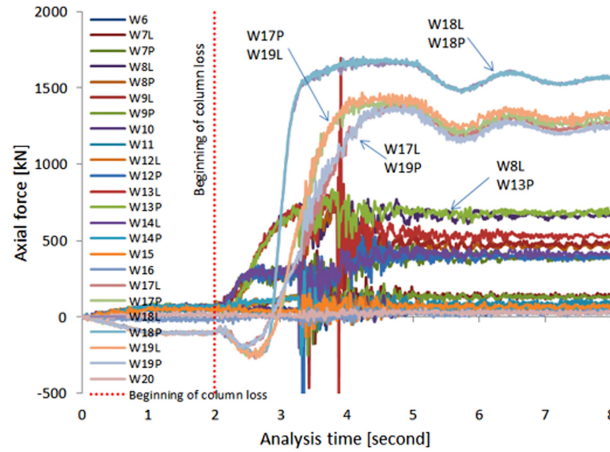 2000
1500
1000
500
0
-500
Axial force [kN]
W6
W7L
W7P
W8L
W8P
W9L
W9P
W10
W11
W12L
W12P
W13L
W13P
W14L
W14P
W15
W16
W17L
W17P
W18L
W18P
W19L
W19P
W20
Beginning of column loss
Beginning of column loss
W17P
W19L
W18L
W18P
W17L
W19P
W8L
W13P
0 1 2 3 4 5 6 7 8
Analysis time [second]